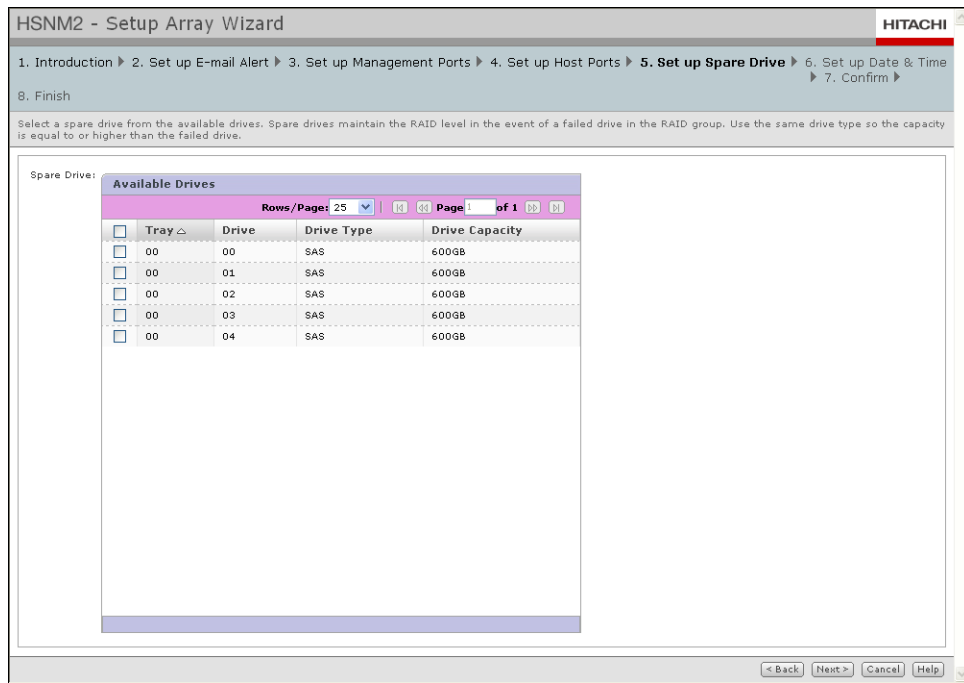 HSNM2 - Setup Array Wizard
HITACHI
1. Introduction 2. Set up E-mail Alert 3. Set up Management Ports 4. Set up Host Ports 5. Set up Spare Drive 6. Set up Date & Time
7. Confirm
8. Finish
Select a spare drive from the available drives. Spare drives maintain the RAID level in the event of a failed drive in the RAID group. Use the same drive type so the capacity
is equal to or higher than the failed drive.
Spare Drive:
Available Drives
Rows/Page: 25 Page 1 of 1
Tray Drive Drive Type Drive Capacity
00 00 SAS 600GB
00 01 SAS 600GB
00 02 SAS 600GB
00 03 SAS 600GB
00 04 SAS 600GB
< Back Next > Cancel Help